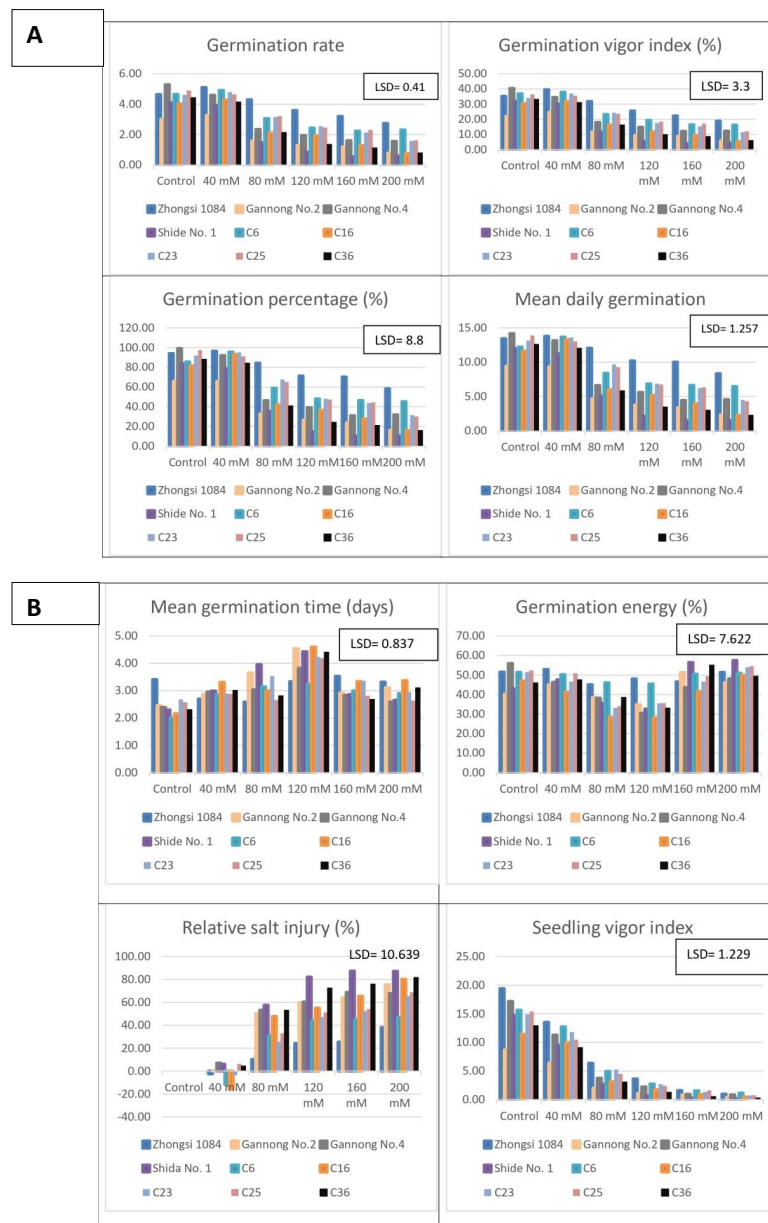 A
Germination rate
LSD= 0.41
6.00
4.00
2.00
0.00
Control 40 mM 80 mM 120 mM 160 mM 200 mM
Zhongsi 1084 Gannong No.2 Gannong No.4
Shide No. 1 C6 C16
C23 C25 C36
Germination vigor index (%)
LSD= 3.3
50.00
40.00
30.00
20.00
10.00
0.00
Control 40 mM 80 mM 120 mM 160 mM 200 mM
Zhongsi 1084 Gannong No.2 Gannong No.4
Shide No. 1 C6 C16
C23 C25 C36
Germination percentage (%)
LSD= 8.8
120.00
100.00
80.00
60.00
40.00
20.00
0.00
Control 40 mM 80 mM 120 mM 160 mM 200 mM
Zhongsi 1084 Gannong No.2 Gannong No.4
Shide No. 1 C6 C16
C23 C25 C36
Mean daily germination
LSD= 1.257
15.00
10.00
5.00
0.00
Control 40 mM 80 mM 120 mM 160 mM 200 mM
Zhongsi 1084 Gannong No.2 Gannong No.4
Shide No. 1 C6 C16
C23 C25 C36
B
Mean germination time (days)
LSD= 0.837
5.00
4.00
3.00
2.00
1.00
0.00
Control 40 mM 80 mM 120 mM 160 mM 200 mM
Zhongsi 1084 Gannong No.2 Gannong No.4
Shide No. 1 C6 C16
C23 C25 C36
Germination energy (%)
LSD= 7.622
70.00
60.00
50.00
40.00
30.00
20.00
10.00
0.00
Control 40 mM 80 mM 120 mM 160 mM 200 mM
Zhongsi 1084 Gannong No.2 Gannong No.4
Shide No. 1 C6 C16
C23 C25 C36
Relative salt injury (%)
LSD= 10.639
100.00
80.00
60.00
40.00
20.00
0.00
-20.00
-40.00
Control 40 mM 80 mM 120 mM 160 mM 200 mM
Zhongsi 1084 Gannong No.2 Gannong No.4
Shida No. 1 C6 C16
C23 C25 C36
Seedling vigor index
LSD= 1.229
25.00
20.00
15.00
10.00
5.00
0.00
Control 40 mM 80 mM 120 mM 160 mM 200 mM
Zhongsi 1084 Gannong No.2 Gannong No.4
Shide No. 1 C6 C16
C23 C25 C36